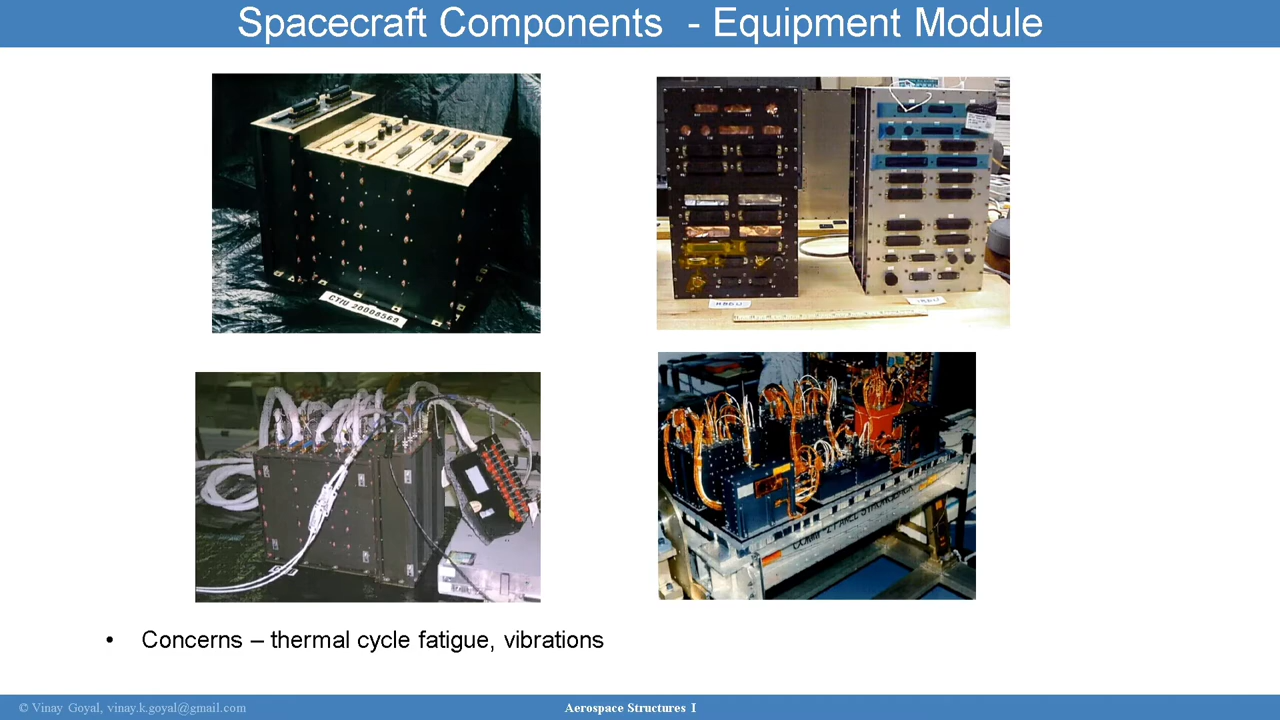 Spacecraft Components - Equipment Module
CTIU 20008569
• Concerns – thermal cycle fatigue, vibrations
© Vinay Goyal, vinay.k.goyal@gmail.com
Aerospace Structures I